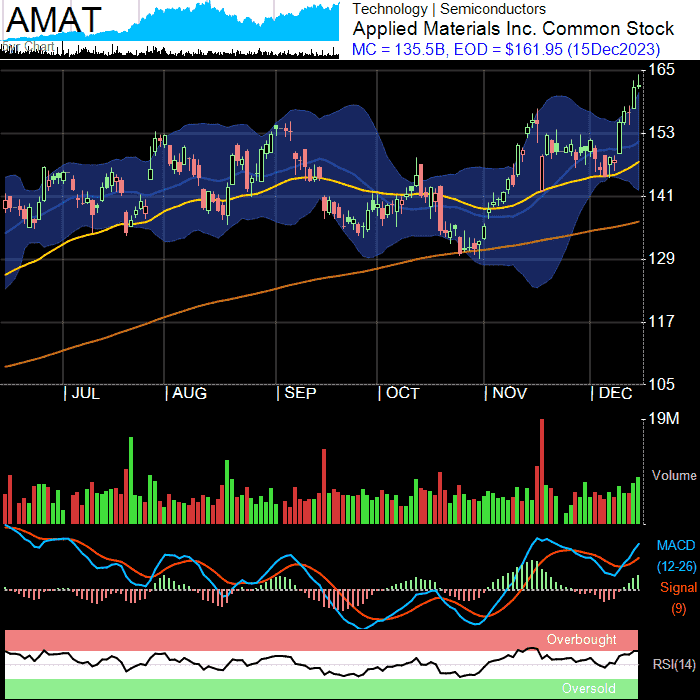 AMAT
Technology | Semiconductors
Applied Materials Inc. Common Stock
MC = 135.5B, EOD = $161.95 (15Dec2023)
Chart
165
153
141
129
117
105
| JUL | AUG | SEP | OCT | NOV | DEC
19M
Volume
MACD
(12-26)
Signal
(9)
Overbought
RSI(14)
Oversold